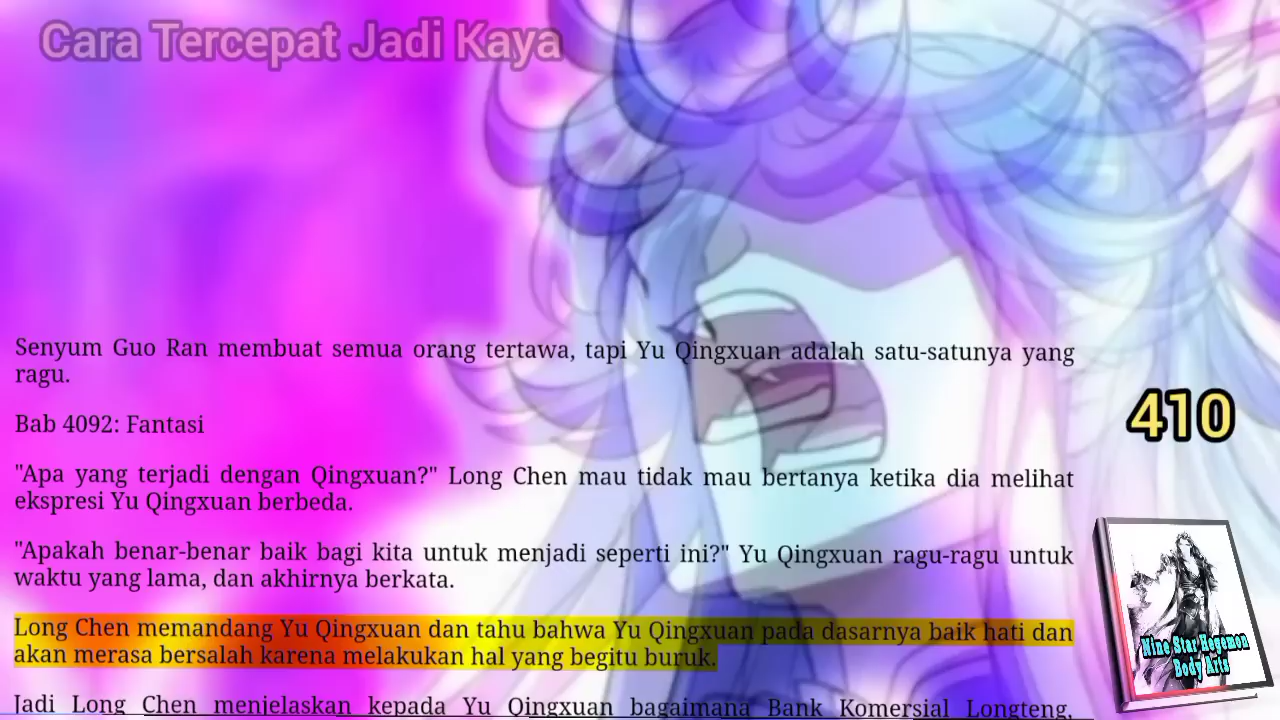 Cara Tercepat Jadi Kaya
Senyum Guo Ran membuat semua orang tertawa, tapi Yu Qingxuan adalah satu-satunya yang
ragu.
Bab 4092: Fantasi
"Apa yang terjadi dengan Qingxuan?" Long Chen mau tidak mau bertanya ketika dia melihat
ekspresi Yu Qingxuan berbeda.
"Apakah benar-benar baik bagi kita untuk menjadi seperti ini?" Yu Qingxuan ragu-ragu untuk
waktu yang lama, dan akhirnya berkata.
Long Chen memandang Yu Qingxuan dan tahu bahwa Yu Qingxuan pada dasarnya baik hati dan
akan merasa bersalah karena melakukan hal yang begitu buruk.
Jadi Long Chen menjelaskan kepada Yu Qingxuan bagaimana Bank Komersial Longteng,
410
Nine Star Hegemon
Body Arts